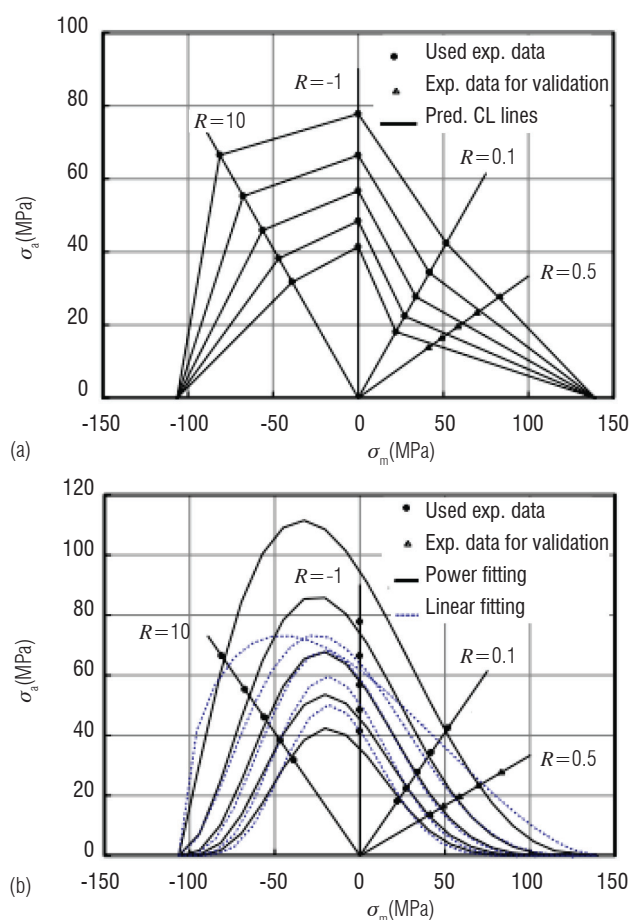 100
80
60
40
20
0
σa(MPa)
-150 -100 -50 0 50 100 150
σm(MPa)
R=10
R=-1
R=0.1
R=0.5
Used exp. data
Exp. data for validation
Pred. CL lines
(a)
120
100
80
60
40
20
0
σa(MPa)
-150 -100 -50 0 50 100 150
σm(MPa)
R=10
R=-1
R=0.1
R=0.5
Used exp. data
Exp. data for validation
Power fitting
Linear fitting
(b)